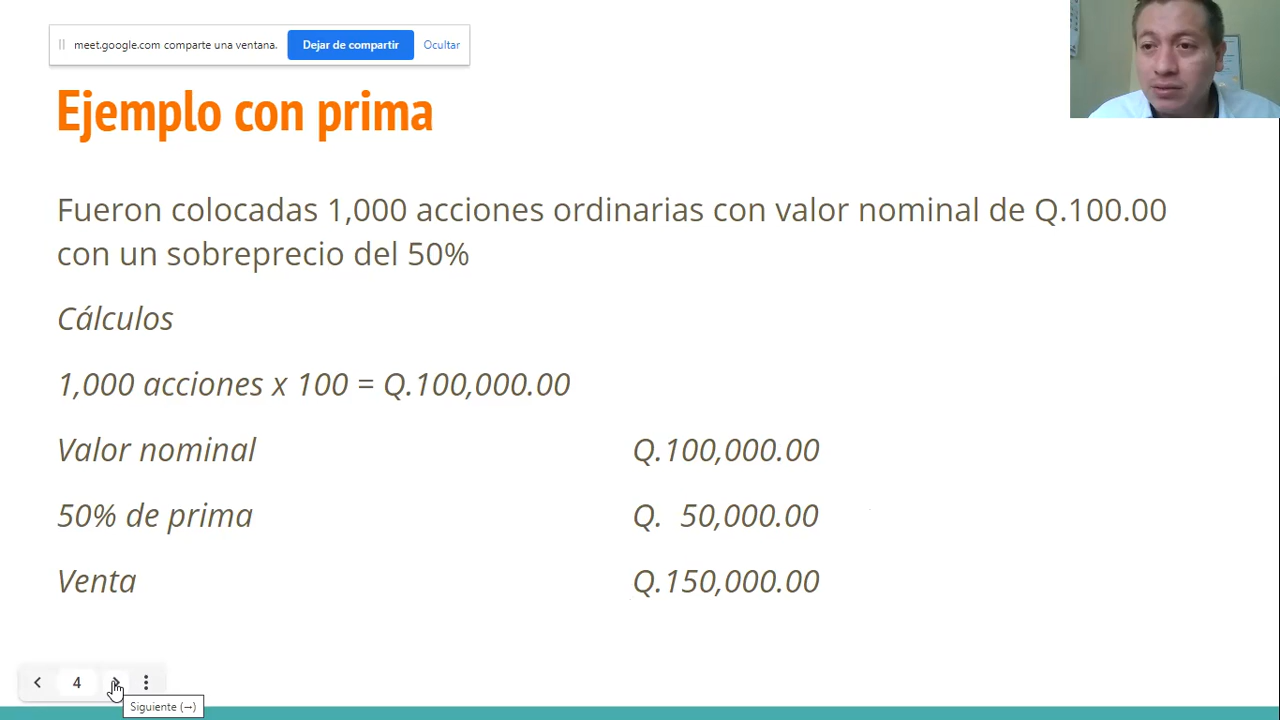 meet.google.com comparte una ventana.
Dejar de compartir
Ocultar
Ejemplo con prima
Fueron colocadas 1,000 acciones ordinarias con valor nominal de Q.100.00
con un sobreprecio del 50%
Cálculos
1,000 acciones x 100 = Q.100,000.00
Valor nominal Q.100,000.00
50% de prima Q. 50,000.00
Venta Q.150,000.00
4
Siguiente (→)